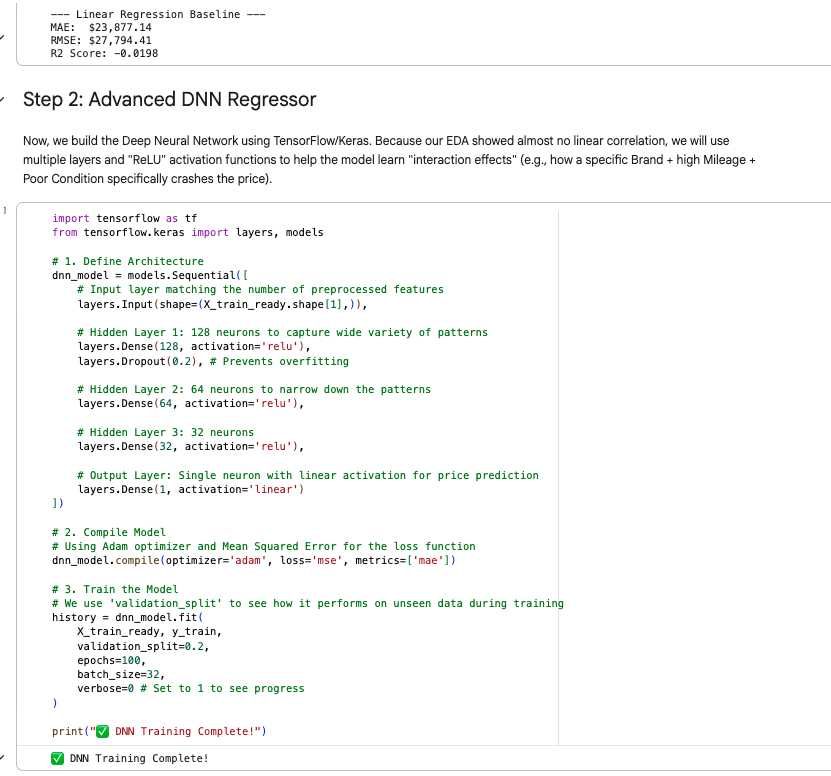 --- Linear Regression Baseline ---
MAE:  $23,877.14
RMSE: $27,794.41
R2 Score: -0.0198
Step 2: Advanced DNN Regressor
Now, we build the Deep Neural Network using TensorFlow/Keras. Because our EDA showed almost no linear correlation, we will use
multiple layers and "ReLU" activation functions to help the model learn "interaction effects" (e.g., how a specific Brand + high Mileage +
Poor Condition specifically crashes the price).
]
import tensorflow as tf
from tensorflow.keras import layers, models
# 1. Define Architecture
dnn_model = models.Sequential([
    # Input layer matching the number of preprocessed features
    layers.Input(shape=(X_train_ready.shape[1],)),
    # Hidden Layer 1: 128 neurons to capture wide variety of patterns
    layers.Dense(128, activation='relu'),
    layers.Dropout(0.2), # Prevents overfitting
    # Hidden Layer 2: 64 neurons to narrow down the patterns
    layers.Dense(64, activation='relu'),
    # Hidden Layer 3: 32 neurons
    layers.Dense(32, activation='relu'),
    # Output Layer: Single neuron with linear activation for price prediction
    layers.Dense(1, activation='linear')
])
# 2. Compile Model
# Using Adam optimizer and Mean Squared Error for the loss function
dnn_model.compile(optimizer='adam', loss='mse', metrics=['mae'])
# 3. Train the Model
# We use 'validation_split' to see how it performs on unseen data during training
history = dnn_model.fit(
    X_train_ready, y_train,
    validation_split=0.2,
    epochs=100,
    batch_size=32,
    verbose=0 # Set to 1 to see progress
)
print("✅ DNN Training Complete!")
✅ DNN Training Complete!